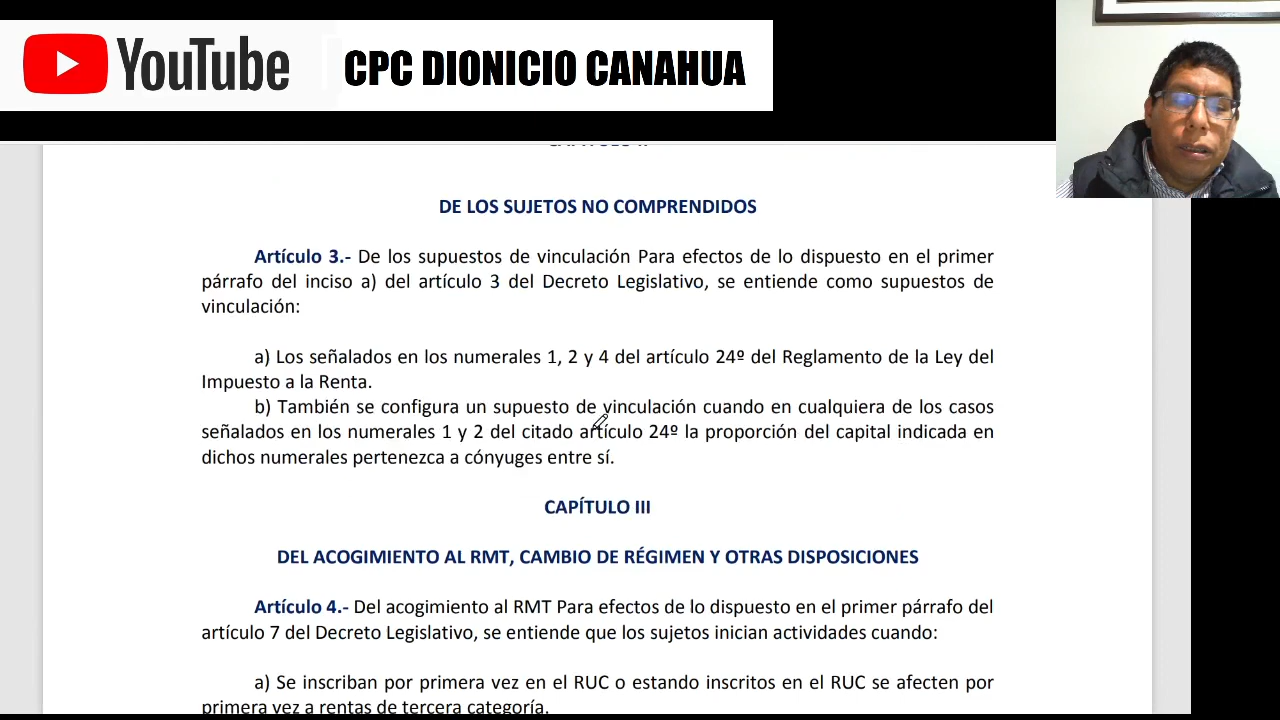 YouTube
CPC DIONICIO CANAHUA
DE LOS SUJETOS NO COMPRENDIDOS
Artículo 3.- De los supuestos de vinculación Para efectos de lo dispuesto en el primer
párrafo del inciso a) del artículo 3 del Decreto Legislativo, se entiende como supuestos de
vinculación:
a) Los señalados en los numerales 1, 2 y 4 del artículo 24º del Reglamento de la Ley del
Impuesto a la Renta.
b) También se configura un supuesto de vinculación cuando en cualquiera de los casos
señalados en los numerales 1 y 2 del citado artículo 24º la proporción del capital indicada en
dichos numerales pertenezca a cónyuges entre sí.
CAPÍTULO III
DEL ACOGIMIENTO AL RMT, CAMBIO DE RÉGIMEN Y OTRAS DISPOSICIONES
Artículo 4.- Del acogimiento al RMT Para efectos de lo dispuesto en el primer párrafo del
artículo 7 del Decreto Legislativo, se entiende que los sujetos inician actividades cuando:
a) Se inscriban por primera vez en el RUC o estando inscritos en el RUC se afecten por
primera vez a rentas de tercera categoría.